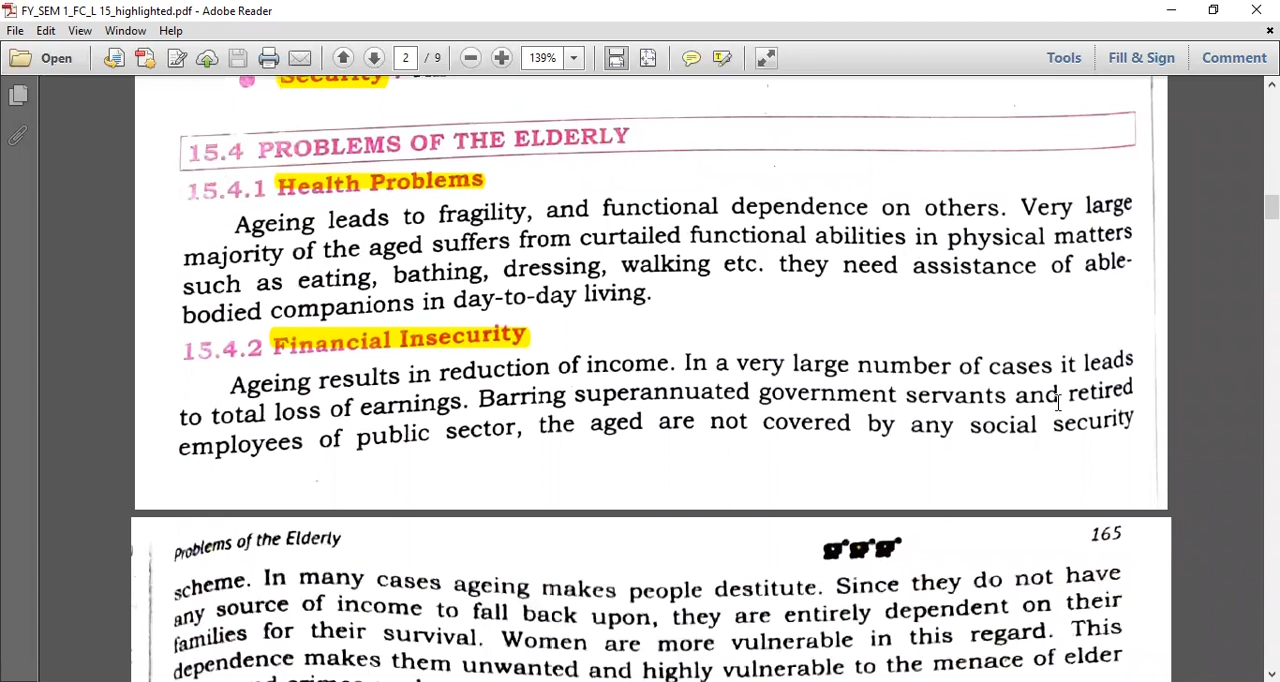 FY_SEM 1_FC_L 15_highlighted.pdf - Adobe Reader
File Edit View Window Help
Open 2 / 9 139% Tools Fill & Sign Comment
Security :
15.4 PROBLEMS OF THE ELDERLY
15.4.1 Health Problems
Ageing leads to fragility, and functional dependence on others. Very large
majority of the aged suffers from curtailed functional abilities in physical matters
such as eating, bathing, dressing, walking etc. they need assistance of able-
bodied companions in day-to-day living.
15.4.2 Financial Insecurity
Ageing results in reduction of income. In a very large number of cases it leads
to total loss of earnings. Barring superannuated government servants and retired
employees of public sector, the aged are not covered by any social security
Problems of the Elderly 165
scheme. In many cases ageing makes people destitute. Since they do not have
any source of income to fall back upon, they are entirely dependent on their
families for their survival. Women are more vulnerable in this regard. This
dependence makes them unwanted and highly vulnerable to the menace of elder